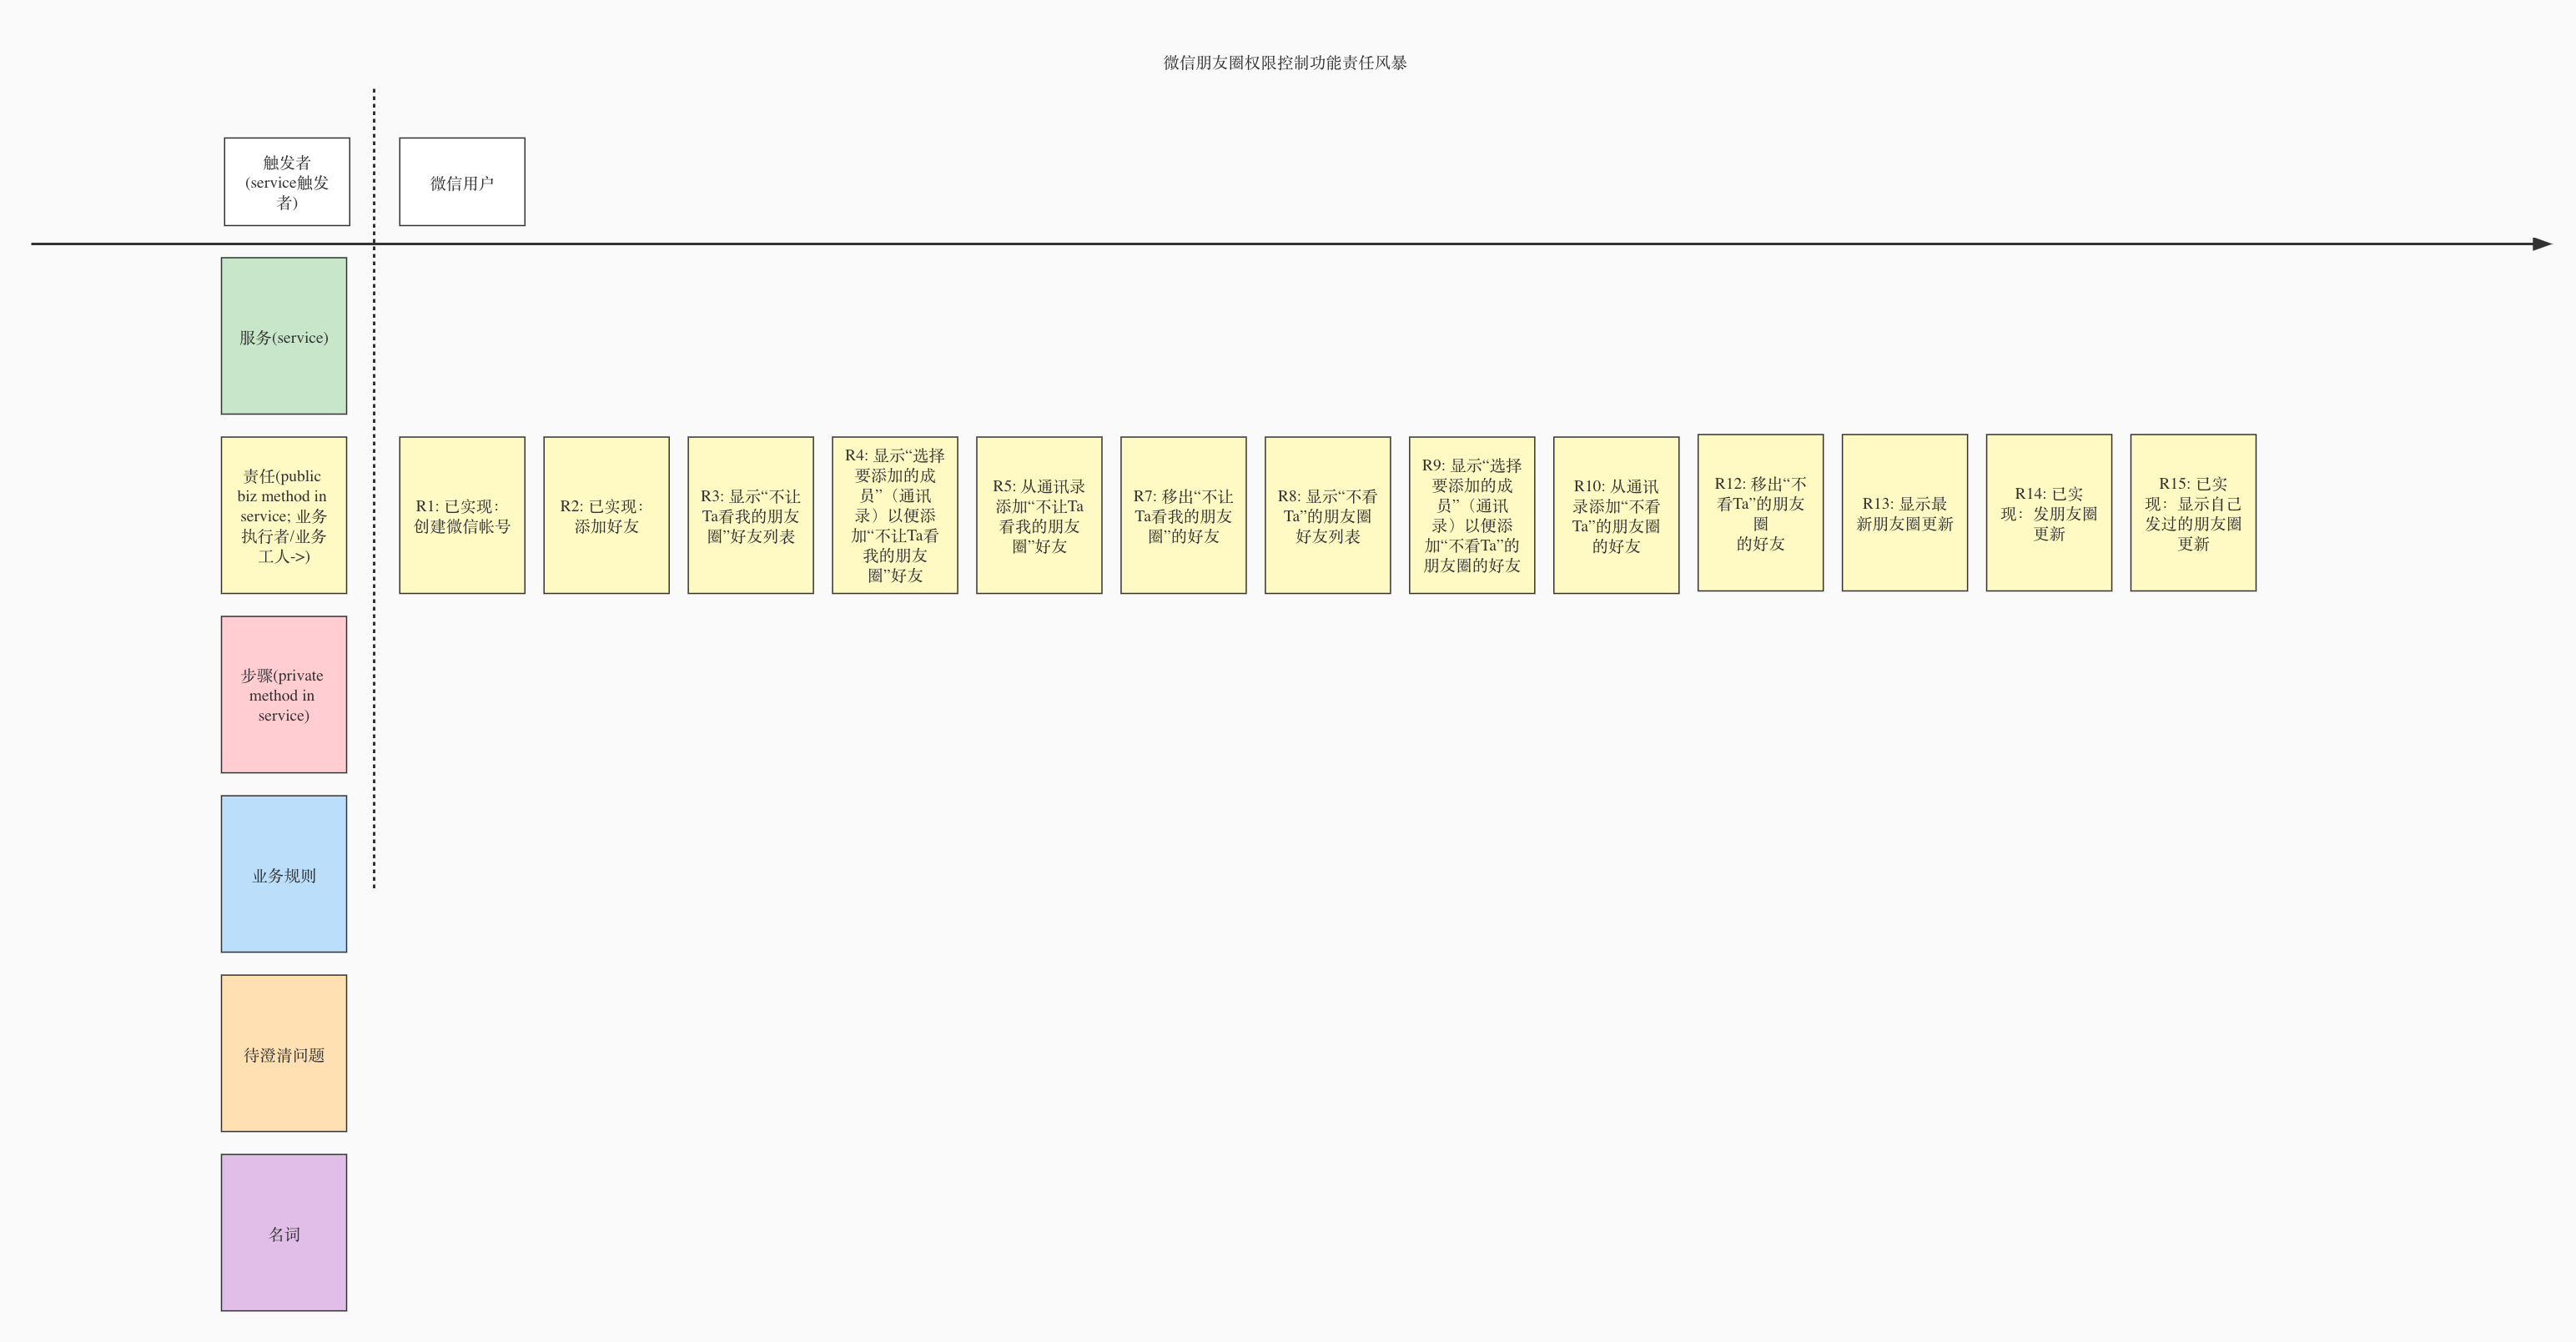 微信朋友圈权限控制功能责任风暴
触发者
(service触发
者)
微信用户
服务(service)
责任(public
biz method in
service; 业务
执行者/业务
工人->)
R1: 已实现：
创建微信帐号
R2: 已实现：
添加好友
R3: 显示“不让
Ta看我的朋友
圈”好友列表
R4: 显示“选择
要添加的成
员”（通讯
录）以便添
加“不让Ta看
我的朋友
圈”好友
R5: 从通讯录
添加“不让Ta
看我的朋友
圈”好友
R7: 移出“不让
Ta看我的朋友
圈”的好友
R8: 显示“不看
Ta”的朋友圈
好友列表
R9: 显示“选择
要添加的成
员”（通讯
录）以便添
加“不看Ta”的
朋友圈的好友
R10: 从通讯
录添加“不看
Ta”的朋友圈
的好友
R12: 移出“不
看Ta”的朋友
圈
的好友
R13: 显示最
新朋友圈更新
R14: 已实
现：发朋友圈
更新
R15: 已实
现：显示自己
发过的朋友圈
更新
步骤(private
method in
service)
业务规则
待澄清问题
名词